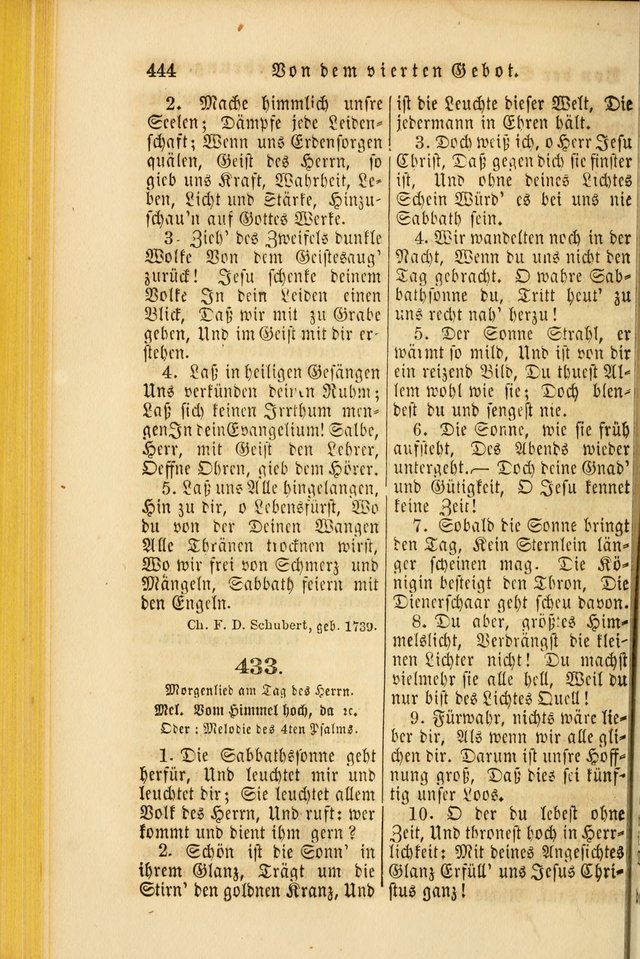 444 Von dem vierten Gebot.
2. Mache himmlich unsre
Seelen; Dämpfe jede Leiden-
schaft; Wenn uns Erdensorgen
quälen, Geist des Herrn, so
gieb uns Kraft, Wahrheit, Le-
ben, Licht und Stärke, Hinzu-
schau'n auf Gottes Werke.
3. Zieh' des Zweifels dunkle
Wolke Von dem Geistesaug'
zurück! Jesu schenke deinem
Volke In dein Leiden einen
Blick, Daß wir mit zu Grabe
gehen, Und im Geist mit dir er-
stehen.
4. Laß in heiligen Gesängen
Uns verkünden deinen Ruhm;
Laß sich keinen Irrthum men-
gen In dein Evangelium! Salbe,
Herr, mit Geist den Lehrer,
Oeffne Ohren, gieb dem Hörer.
5. Laß uns Alle hingelangen,
Hin zu dir, o Lebensfürst, Wo
du von der Deinen Wangen
Alle Thränen trocknen wirst,
Wo wir frei von Schmerz und
Mängeln, Sabbath feiern mit
den Engeln.
Ch. F. D. Schubert, geb. 1739.
433.
Morgenlied am Tag des Herrn.
Mel. Vom Himmel hoch, da ꝛc.
Oder: Melodie des 4ten Psalms.
1. Die Sabbathssonne geht
herfür, Und leuchtet mir und
leuchtet dir; Sie leuchtet allem
Volk des Herrn, Und ruft: wer
kommt und dient ihm gern?
2. Schön ist die Sonn' in
ihrem Glanz, Trägt um die
Stirn' den goldnen Kranz, Und
ist die Leuchte dieser Welt, Die
jedermann in Ehren hält.
3. Doch weiß ich, o Herr Jesu
Christ, Daß gegen dich sie finster
ist, Und ohne deines Lichtes
Schein Würd' es bei uns nie
Sabbath sein.
4. Wir wandelten noch in der
Nacht, Wenn du uns nicht den
Tag gebracht. O wahre Sab-
bathsonne du, Tritt heut' zu
uns recht nah' herzu!
5. Der Sonne Strahl, er
wärmt so mild, Und ist von dir
ein reizend Bild, Du thuest Al-
lem wohl wie sie; Doch blen-
dest du und sengest nie.
6. Die Sonne, wie sie früh
aufsteht, Des Abends wieder
untergeht.— Doch deine Gnad'
und Gütigkeit, O Jesu kennet
keine Zeit!
7. Sobald die Sonne bringt
den Tag, Kein Sternlein län-
ger scheinen mag. Die Kö-
nigin besteigt den Thron, Die
Dienerschaar geht scheu davon.
8. Du aber, größtes Him-
melslicht, Verdrängst die klei-
nen Lichter nicht! Du machst
vielmehr sie alle hell, Weil du
nur bist des Lichtes Quell!
9. Fürwahr, nichts wäre lie-
ber dir, Als wenn wir alle glichen
dir. Darum ist unsre Hoff-
nung groß, Daß dies sei künf-
tig unser Loos.
10. O der du lebest ohne
Zeit, Und thronest hoch in Herr-
lichkeit: Mit deines Angesichtes
Glanz Erfüll' uns Jesus Chri-
stus ganz!